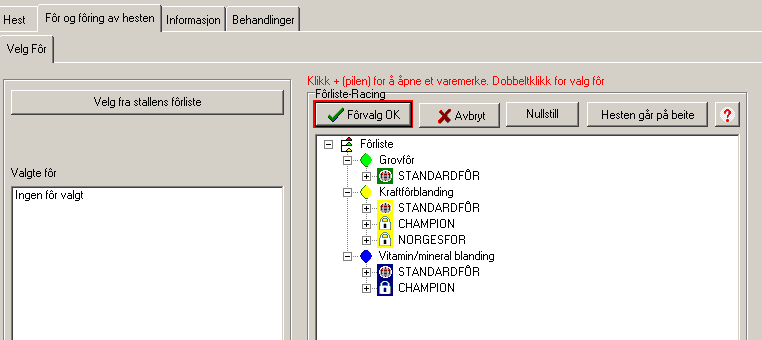 Hest
Fôr og fôring av hesten
Informasjon
Behandlinger
Velg Fôr
Velg fra stallens fôrliste
Valgte fôr
Ingen fôr valgt
Klikk + (pilen) for å åpne et varemerke. Dobbeltklikk for valg fôr
Fôrliste-Racing
Fôrvalg OK
Avbryt
Nullstill
Hesten går på beite
?
Fôrliste
Grovfôr
STANDARDFÔR
Kraftfôrblanding
STANDARDFÔR
CHAMPION
NORGESFOR
Vitamin/mineral blanding
STANDARDFÔR
CHAMPION